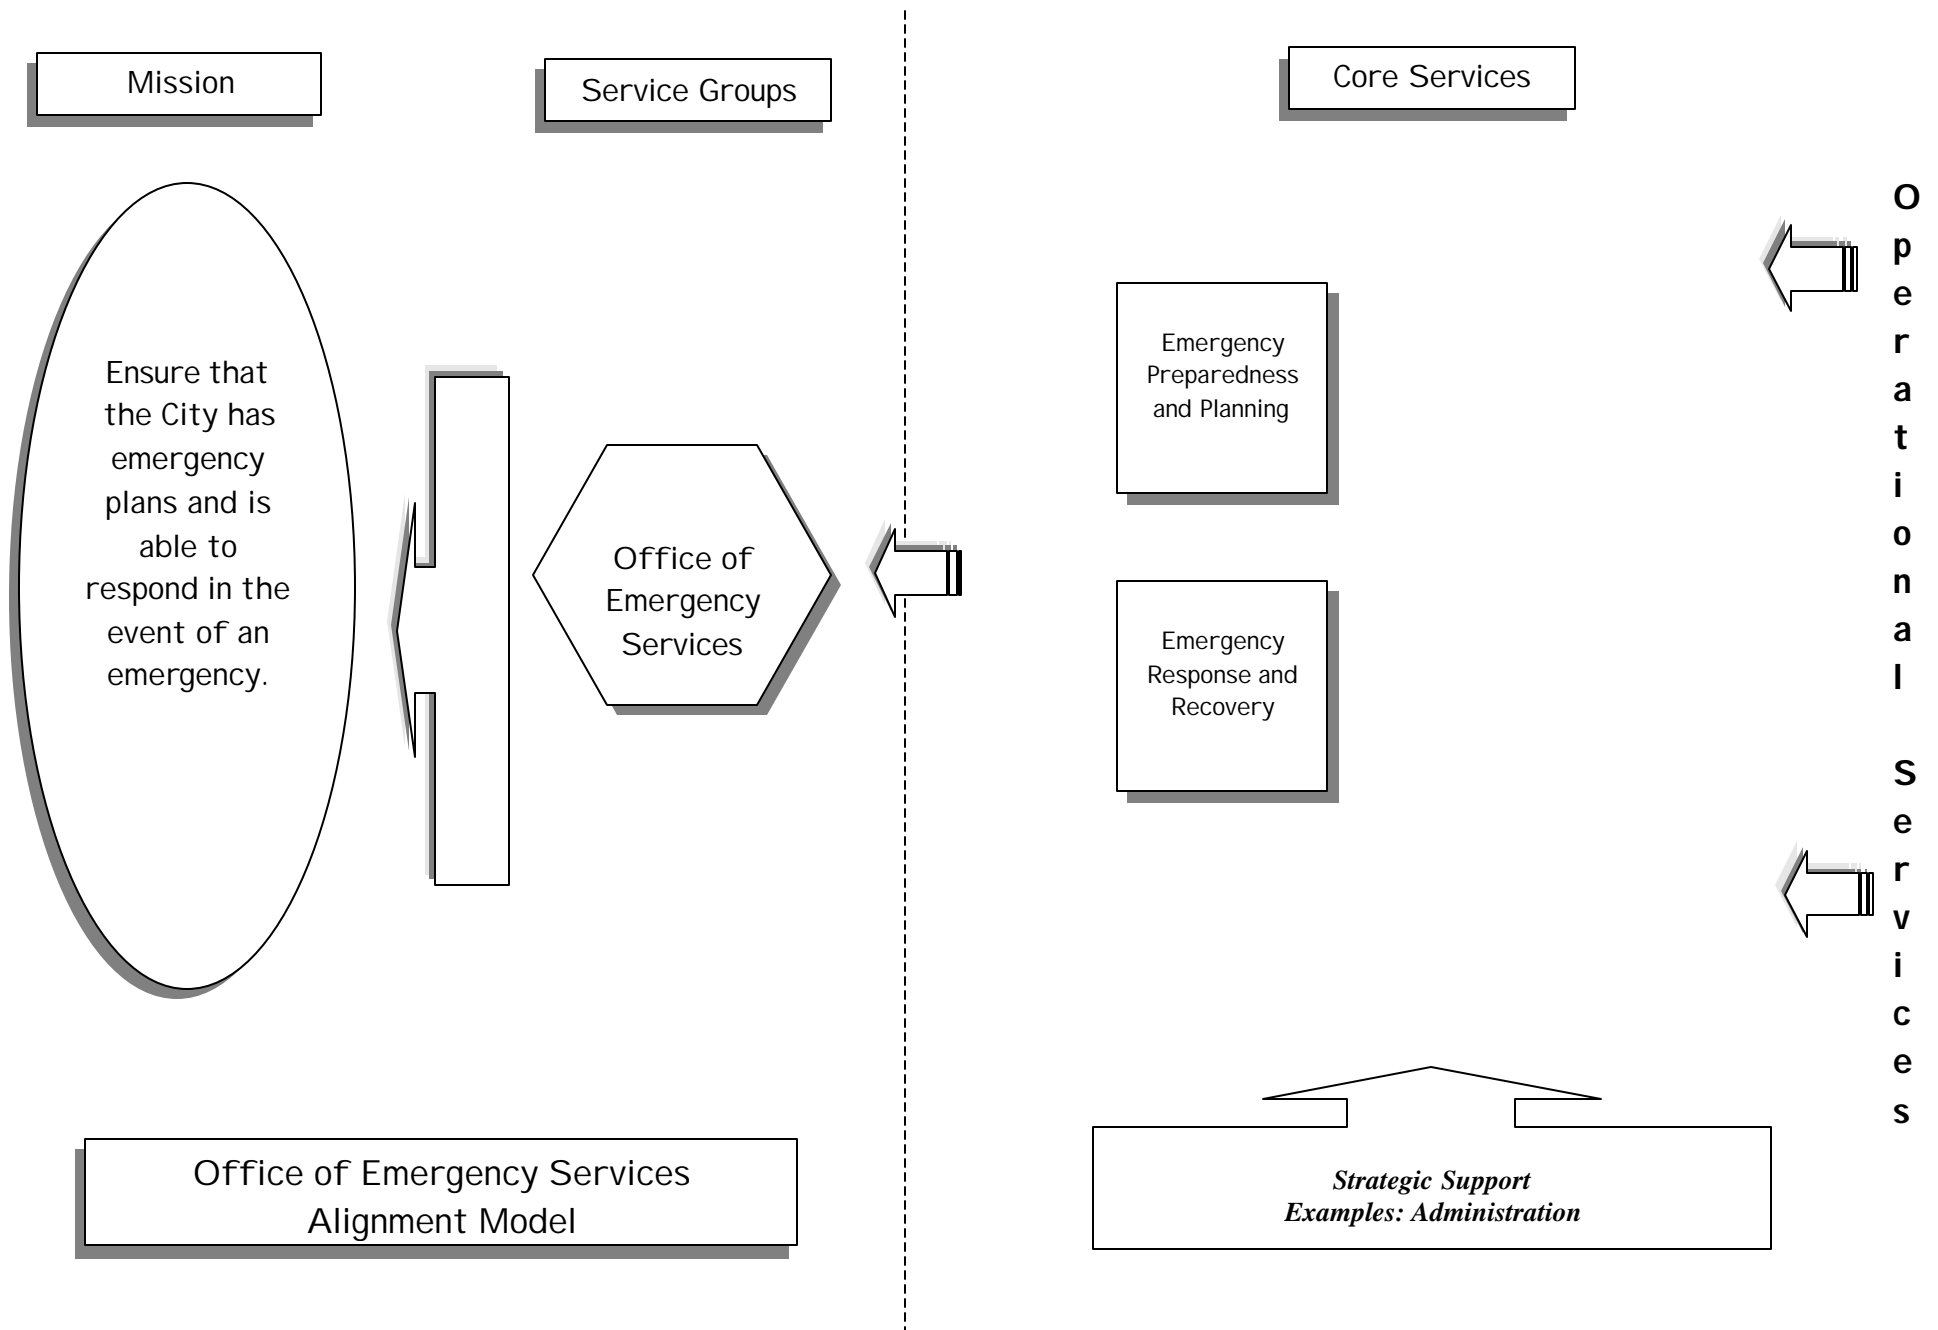 Mission
Service Groups
Core Services
Ensure that
the City has
emergency
plans and is
able to
respond in the
event of an
emergency.
Office of
Emergency
Services
Emergency
Preparedness
and Planning
Emergency
Response and
Recovery
Operational Services
Office of Emergency Services
Alignment Model
Strategic Support
Examples: Administration